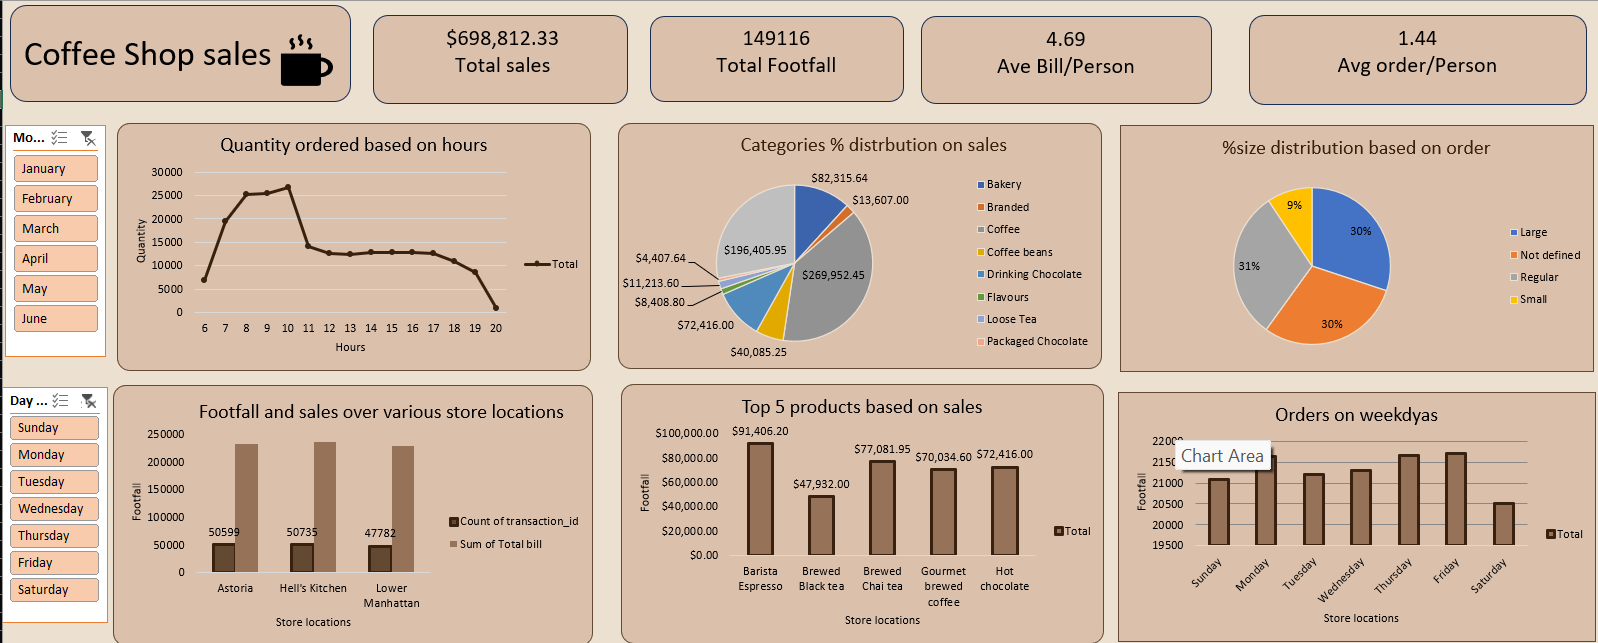 Coffee Shop sales
$698,812.33
Total sales
149116
Total Footfall
4.69
Ave Bill/Person
1.44
Avg order/Person
Mo...
January
February
March
April
May
June
Quantity ordered based on hours
30000
25000
20000
15000
10000
5000
0
Quantity
6 7 8 9 10 11 12 13 14 15 16 17 18 19 20
Hours
Total
Categories % distrbution on sales
$82,315.64
$13,607.00
$269,952.45
$40,085.25
$72,416.00
$8,408.80
$11,213.60
$4,407.64
$196,405.95
Bakery
Branded
Coffee
Coffee beans
Drinking Chocolate
Flavours
Loose Tea
Packaged Chocolate
%size distribution based on order
30%
30%
31%
9%
Large
Not defined
Regular
Small
Day ...
Sunday
Monday
Tuesday
Wednesday
Thursday
Friday
Saturday
Footfall and sales over various store locations
250000
200000
150000
100000
50000
0
Footfall
50599
50735
47782
Astoria
Hell's Kitchen
Lower
Manhattan
Store locations
Count of transaction_id
Sum of Total bill
Top 5 products based on sales
$100,000.00
$80,000.00
$60,000.00
$40,000.00
$20,000.00
$0.00
Footfall
$91,406.20
$47,932.00
$77,081.95
$70,034.60
$72,416.00
Barista
Espresso
Brewed
Black tea
Brewed
Chai tea
Gourmet
brewed
coffee
Hot
chocolate
Store locations
Total
Orders on weekdyas
22000
21500
21000
20500
20000
19500
Footfall
Chart Area
Sunday
Monday
Tuesday
Wednesday
Thursday
Friday
Saturday
Store locations
Total